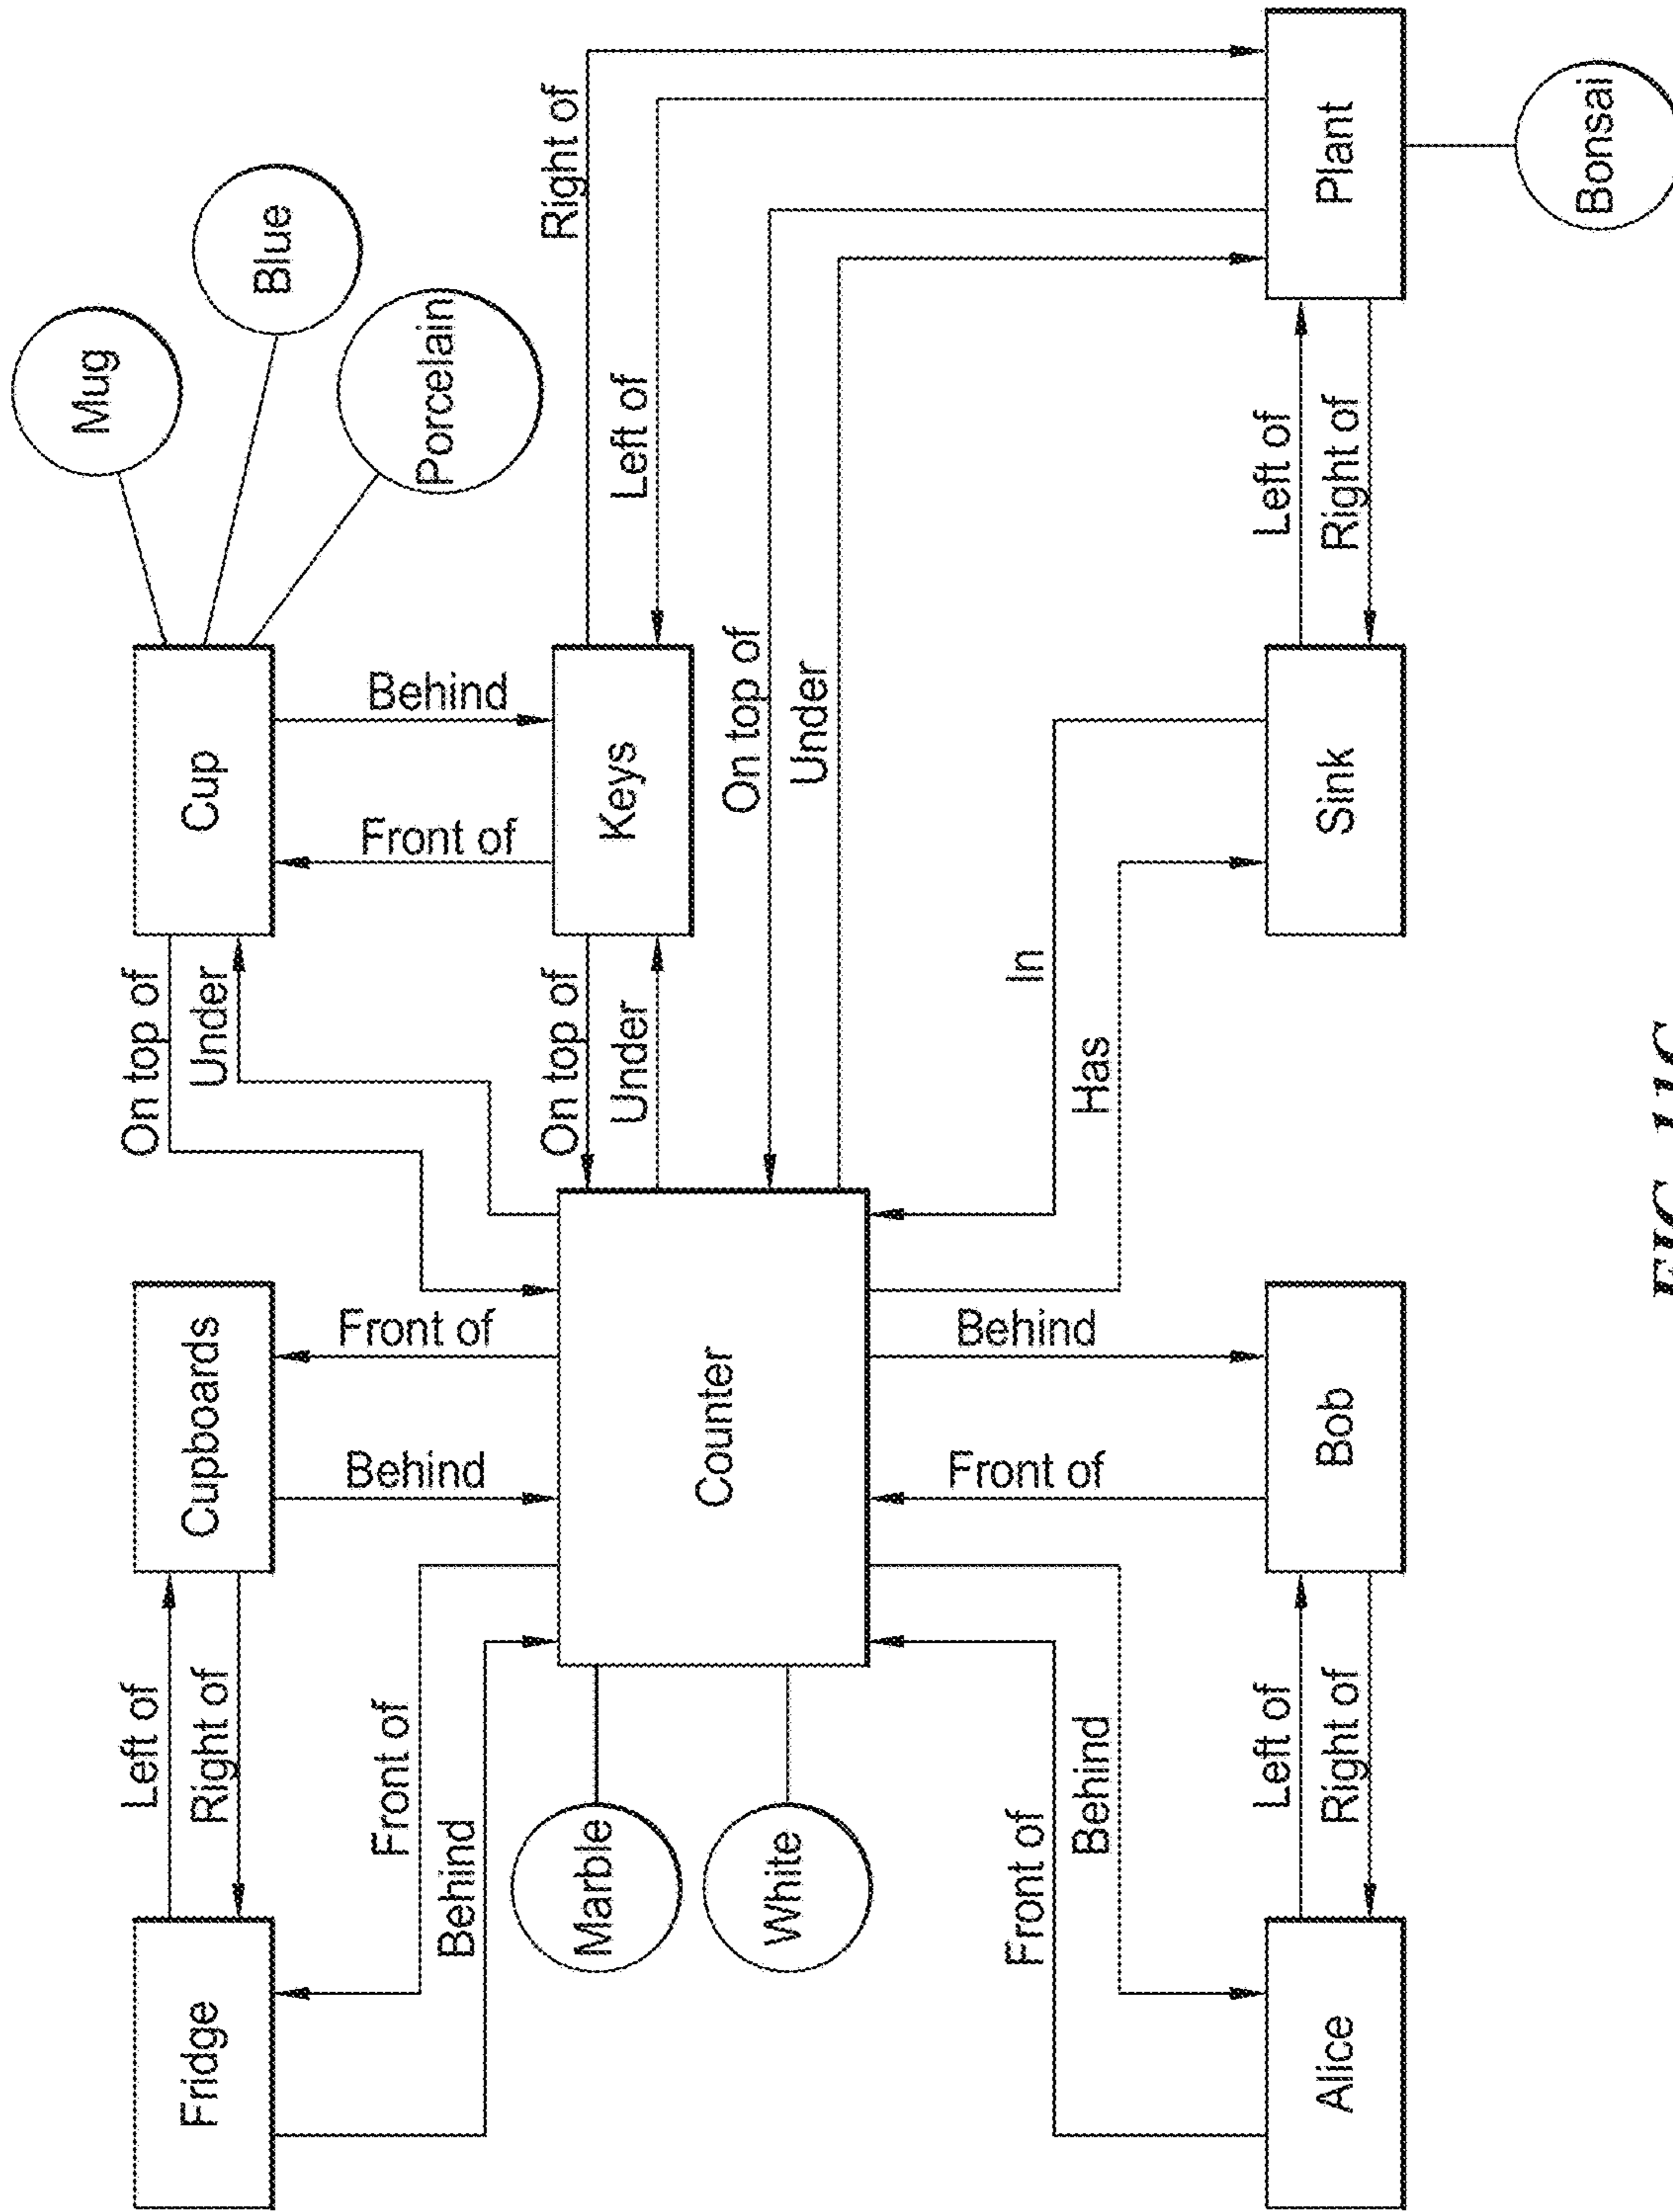 Mug
Left of
On top of
Fridge
Cupboards
Cup
Blue
Right of
Under
Front of
Behind
Front of
Front of
Behind
Porcelain
Behind
On top of
Right of
Marble
Keys
Under
Left of
Counter
On top of
White
Under
Front of
Front of
Behind
In
Behind
Has
Left of
Left of
Alice
Bob
Sink
Plant
Right of
Right of
Bonsai